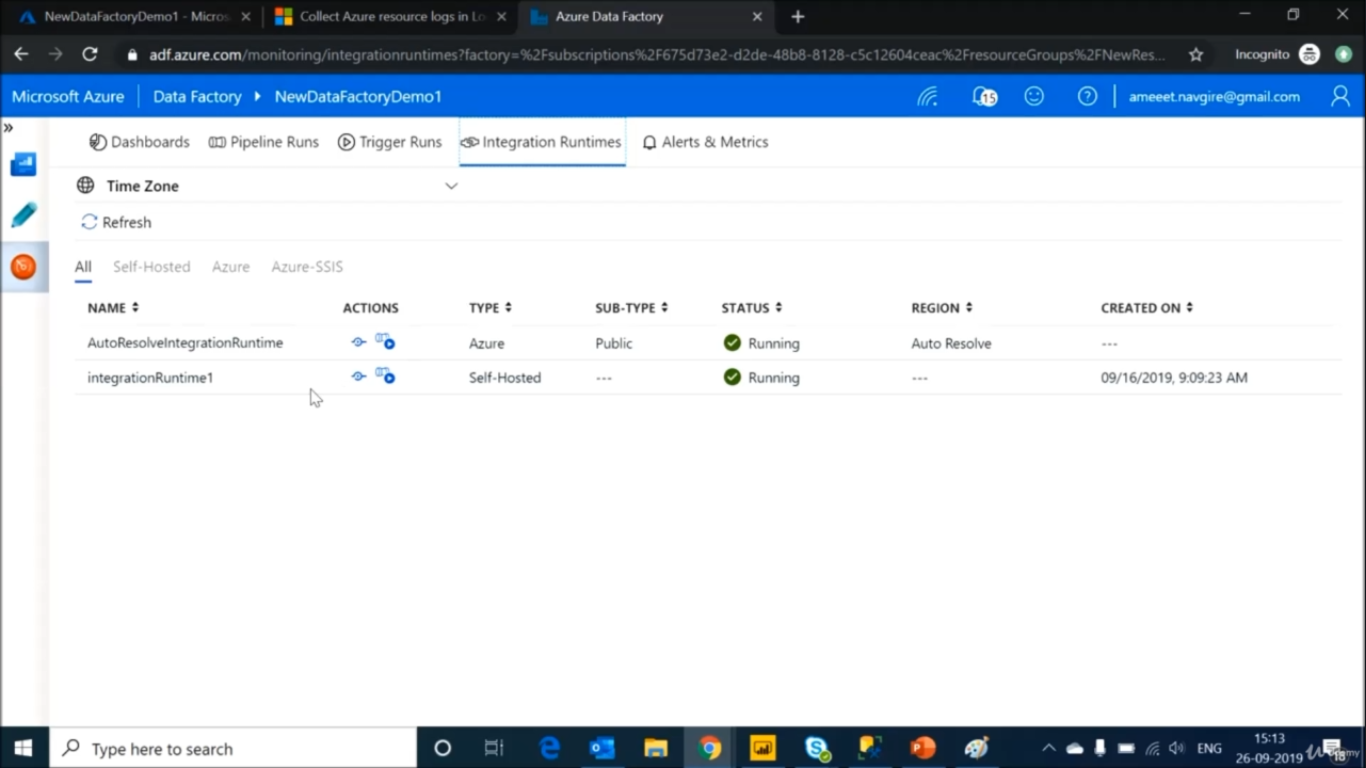 NewDataFactoryDemo1 - Micros
Collect Azure resource logs in Lo
Azure Data Factory
adf.azure.com/monitoring/integrationruntimes?factory=%2Fsubscriptions%2F675d73e2-d2de-48b8-8128-c5c12604ceac%2FresourceGroups%2FNewRes...
Incognito
Microsoft Azure
Data Factory
NewDataFactoryDemo1
15
ameeet.navgire@gmail.com
Dashboards
Pipeline Runs
Trigger Runs
Integration Runtimes
Alerts & Metrics
Time Zone
Refresh
All Self-Hosted Azure Azure-SSIS
NAME ACTIONS TYPE SUB-TYPE STATUS REGION CREATED ON
AutoResolveIntegrationRuntime Azure Public Running Auto Resolve ---
integrationRuntime1 Self-Hosted --- Running --- 09/16/2019, 9:09:23 AM
Type here to search
ENG
15:13
26-09-2019
18